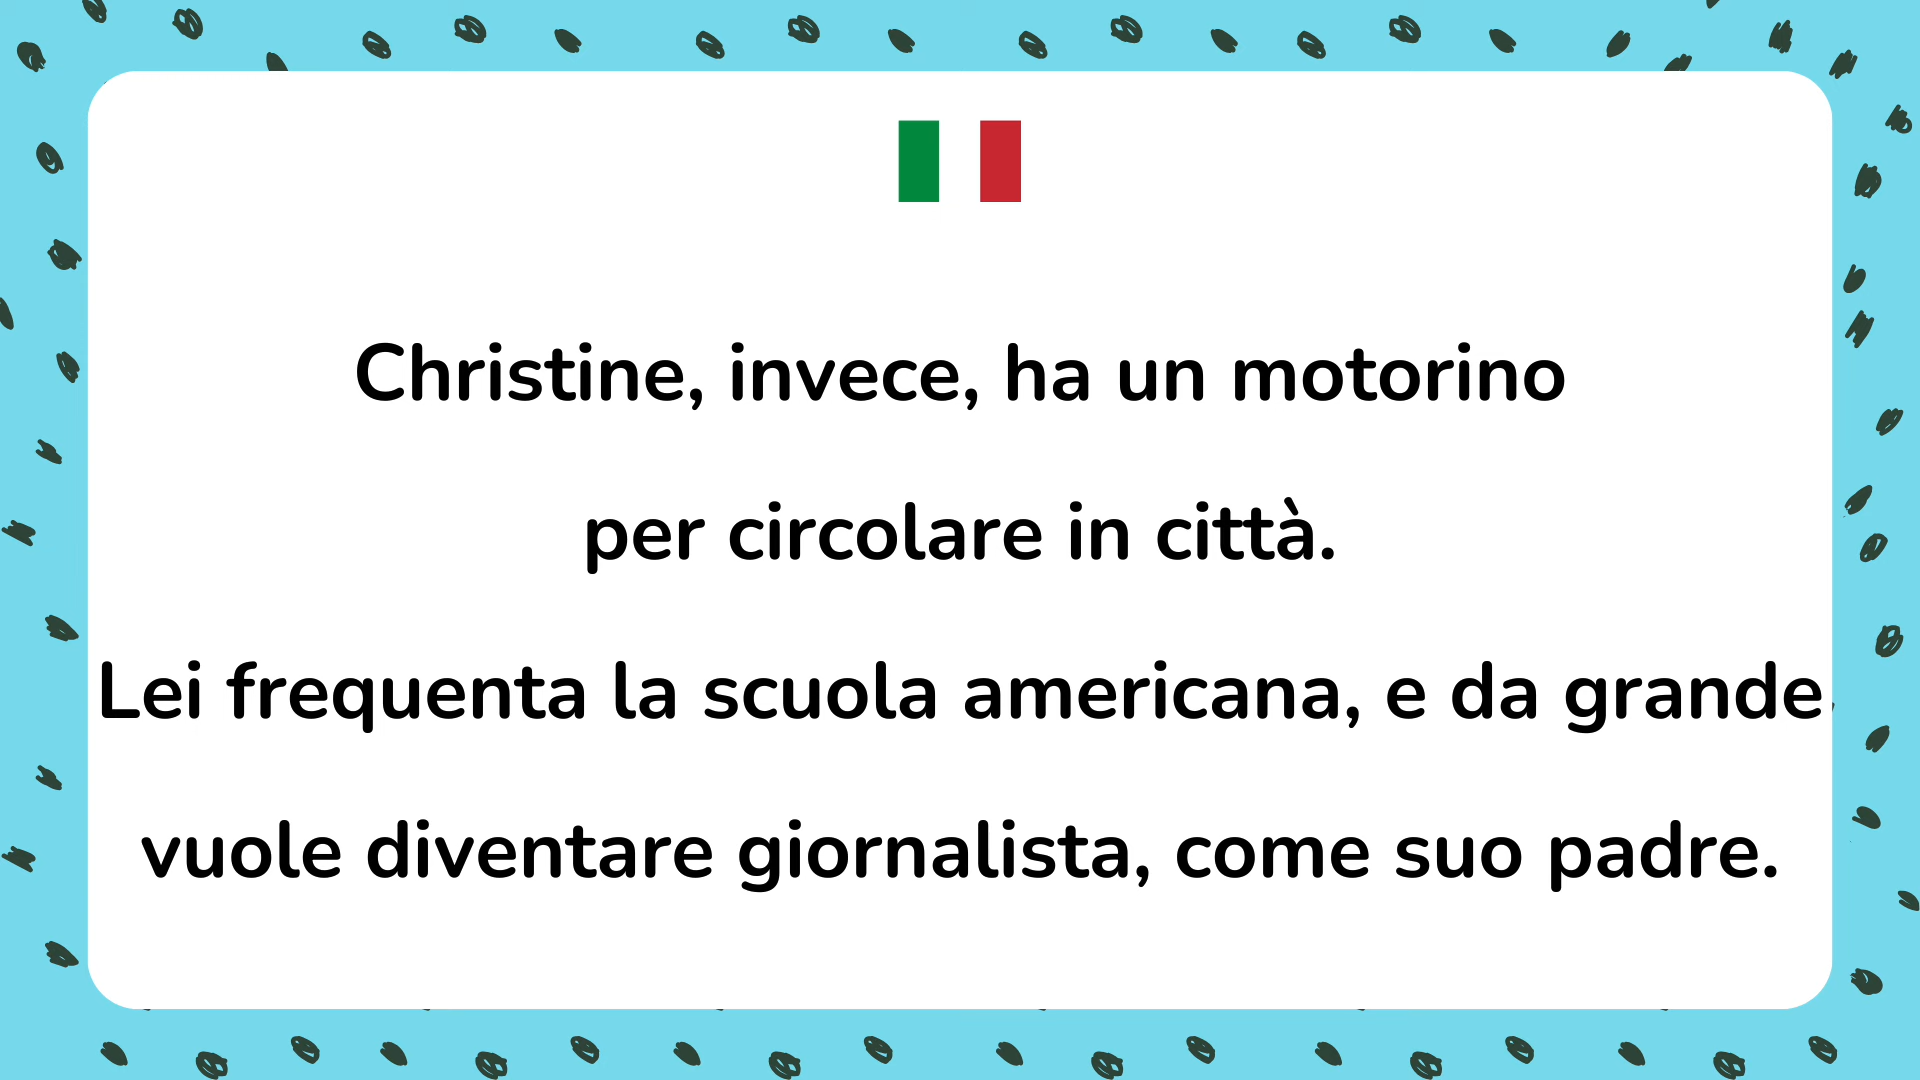 Christine, invece, ha un motorino
per circolare in città.
Lei frequenta la scuola americana, e da grande
vuole diventare giornalista, come suo padre.